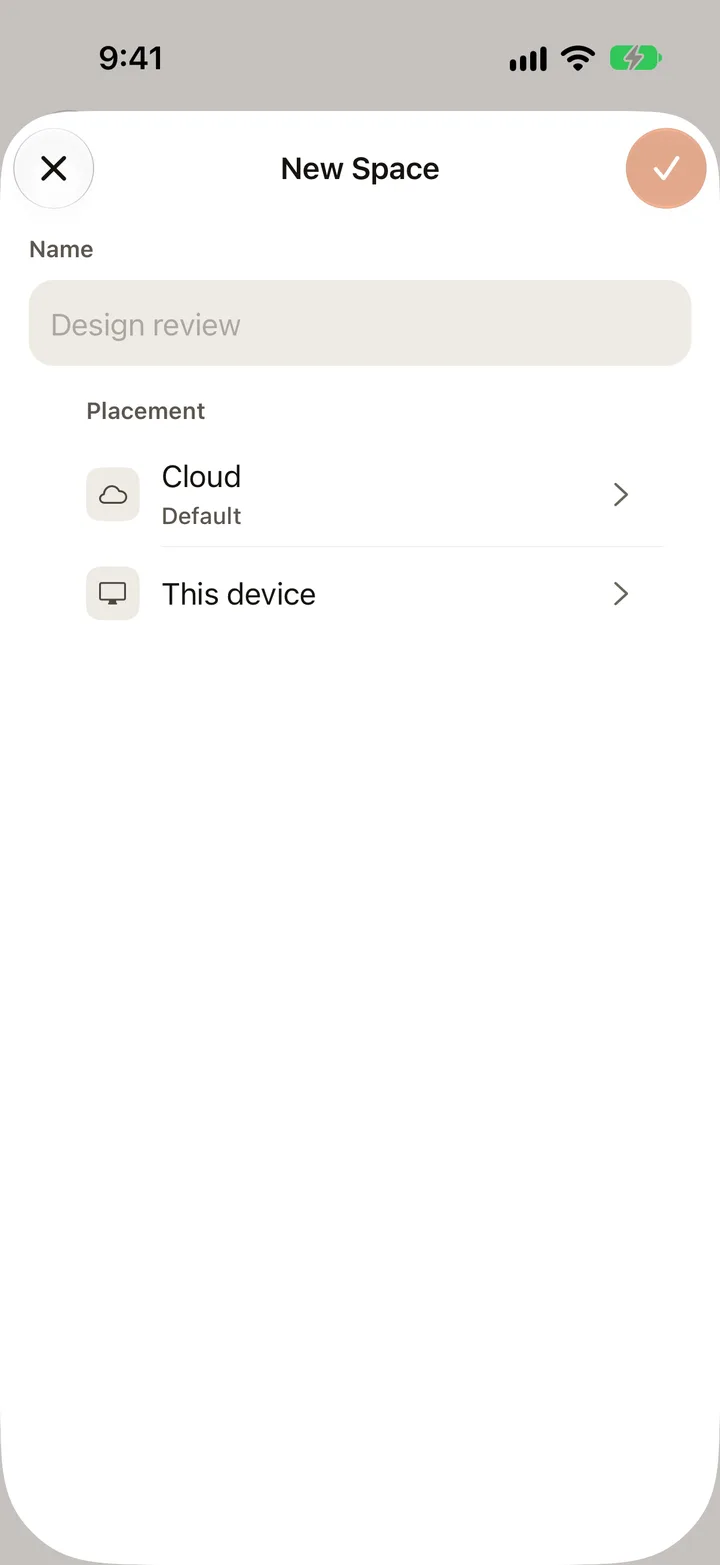 9:41
New Space
Name
Design review
Placement
Cloud
Default
This device